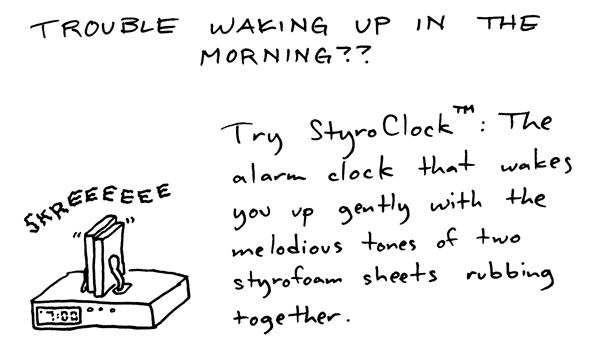 TROUBLE WAKING UP IN THE
MORNING??
Try StyroClock™: The
alarm clock that wakes
you up gently with the
melodious tones of two
styrofoam sheets rubbing
together.
SKREEEEEEE
7:00